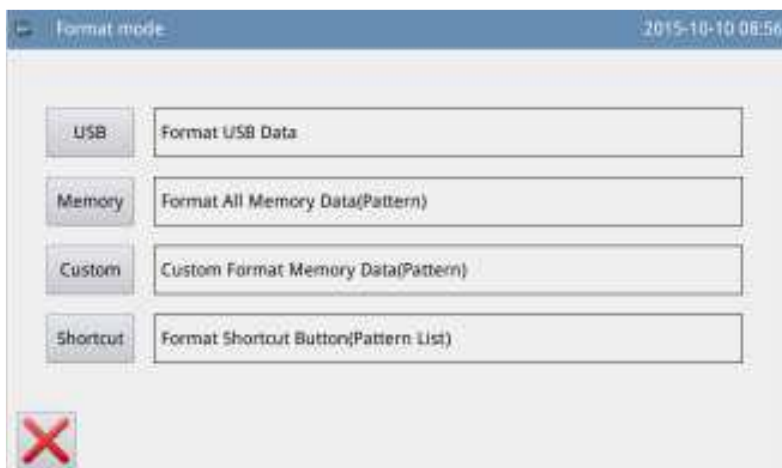 Format mode 2015-10-10 08:56
USB Format USB Data
Memory Format All Memory Data(Pattern)
Custom Custom Format Memory Data(Pattern)
Shortcut Format Shortcut Button(Pattern List)